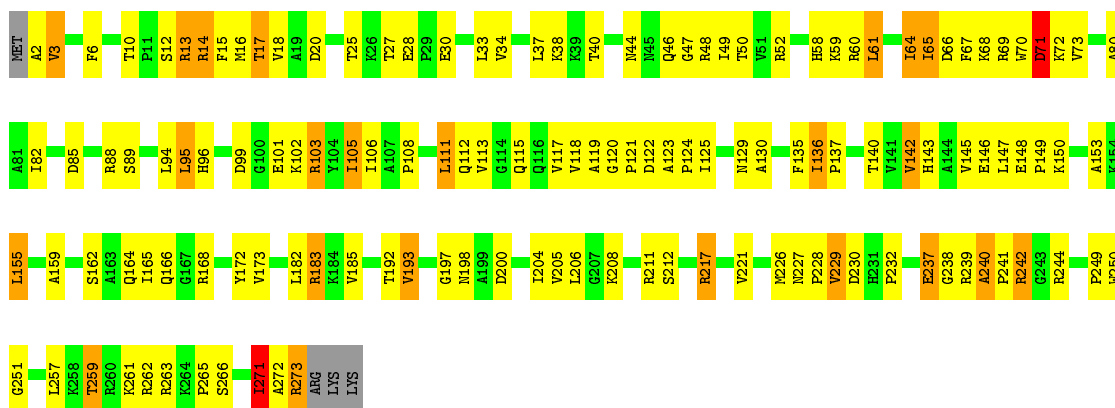 MET A2 V3 F6 T10 P11 S12 R13 R14 F15 M16 T17 V18 A19 D20 T25 K26 T27 E28 P29 E30 L33 V34 L37 K38 K39 T40 N44 N45 Q46 G47 R48 I49 T50 V51 R52 H58 K59 R60 L61 I64 I65 D66 F67 K68 R69 W70 D71 K72 V73
A81 I82 D85 R88 S89 L94 L95 H96 D99 G100 E101 K102 R103 Y104 I105 I106 A107 P108 L111 Q112 V113 G114 Q115 Q116 V117 V118 A119 G120 P121 D122 A123 P124 I125 N129 A130 F135 I136 P137 T140 V141 V142 H143 A144 V145 E146 L147 E148 P149 K150 A153 K154
L155 A159 S162 A163 Q164 I165 Q166 G167 R168 Y172 V173 L182 R183 K184 V185 T192 V193 G197 N198 A199 D200 I204 V205 L206 G207 K208 R211 S212 R217 V221 M226 N227 P228 V229 D230 H231 P232 E237 G238 R239 A240 P241 R242 G243 R244 P249
G251 L257 K258 T259 R260 K261 R262 R263 K264 P265 S266 I271 A272 R273 ARG LYS LYS